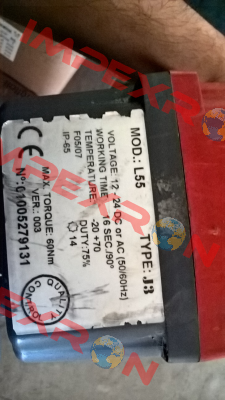 MOD.: L55
TYPE: J3
VOLTAGE: 12 - 24 DC or AC (50/60Hz)
WORKING TIME: 16 SEC./90°
TEMPERATURE: -20 +70
DUTY: 75%
F05/07
14
IP-65
MAX. TORQUE: 60Nm
VER.: 003
Nº: 01005279131
CE
QUALITY CONTROL
IMPEXRON
IMPEXRON
IMPEXRON